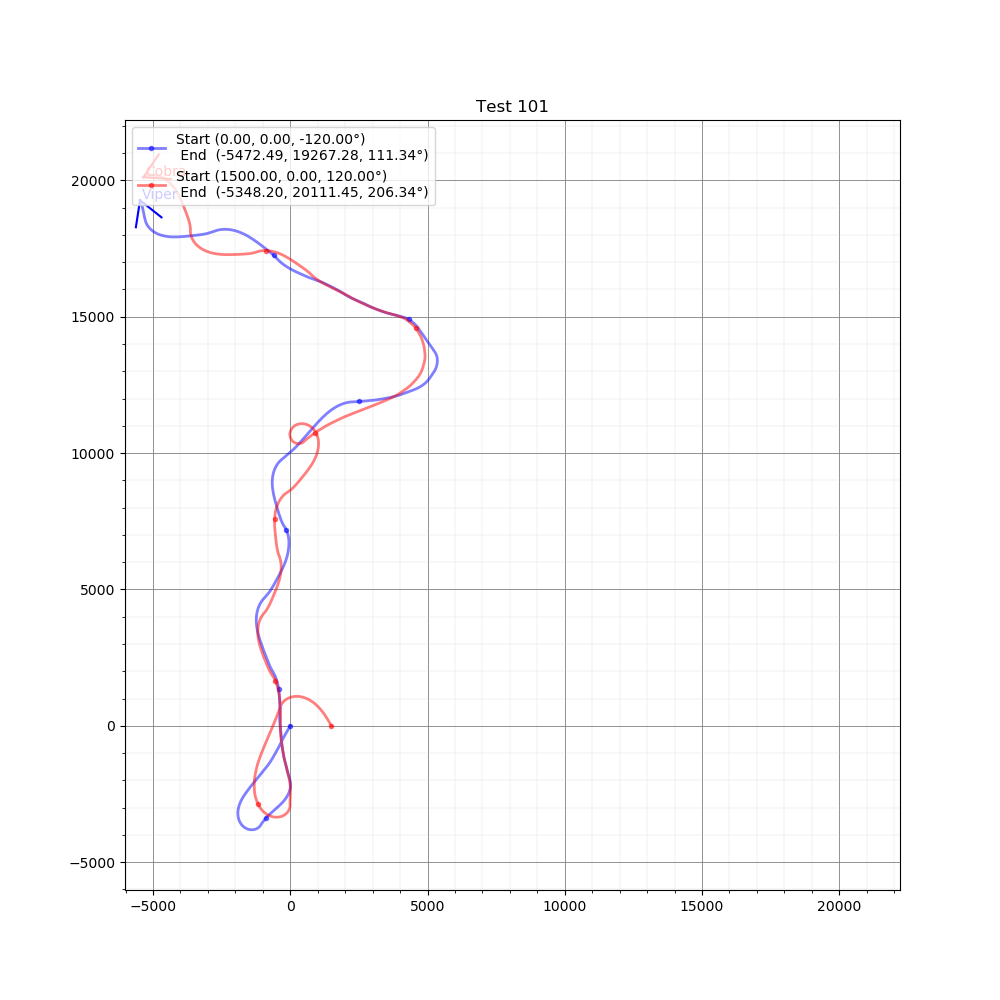 Test 101
Start (0.00, 0.00, -120.00°)
End (-5472.49, 19267.28, 111.34°)
Cobra
Start (1500.00, 0.00, 120.00°)
End (-5348.20, 20111.45, 206.34°)
Viper
20000
15000
10000
5000
0
−5000
−5000 0 5000 10000 15000 20000